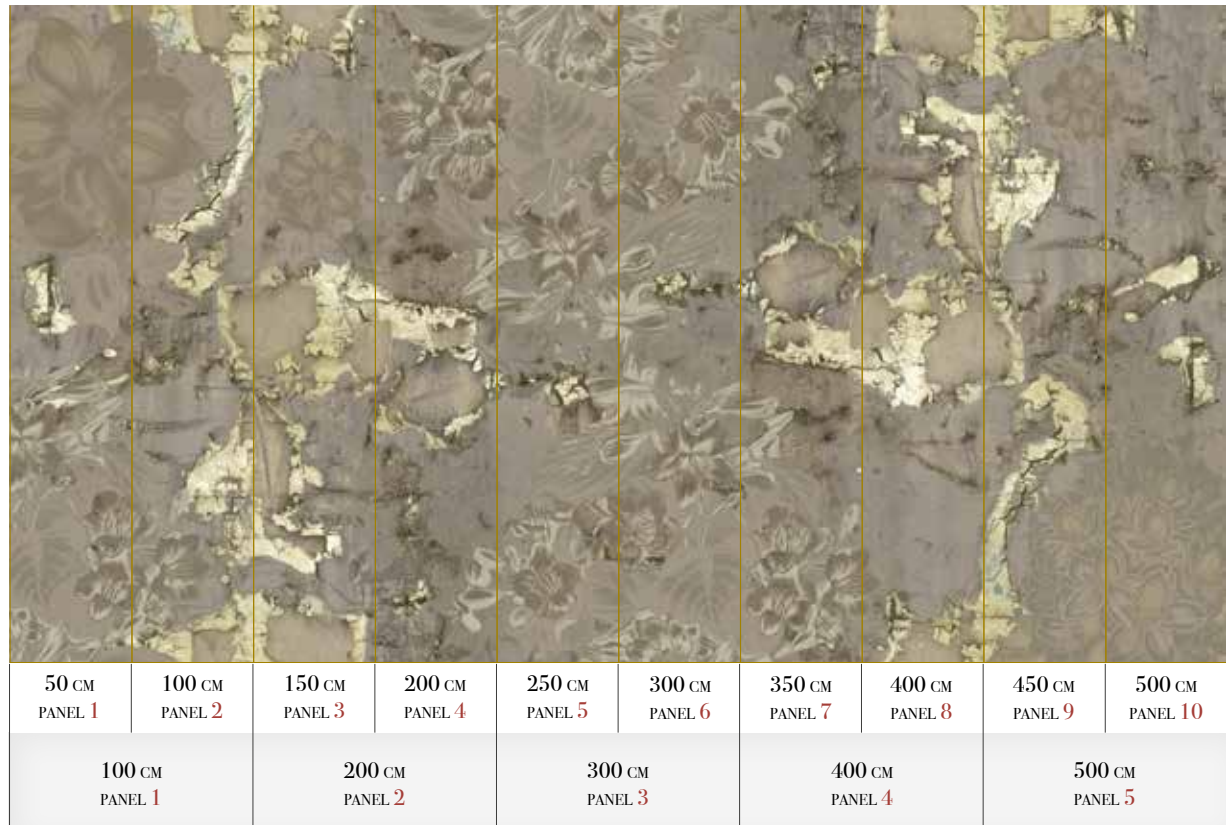 50 CM
PANEL 1
100 CM
PANEL 2
150 CM
PANEL 3
200 CM
PANEL 4
250 CM
PANEL 5
300 CM
PANEL 6
350 CM
PANEL 7
400 CM
PANEL 8
450 CM
PANEL 9
500 CM
PANEL 10
100 CM
PANEL 1
200 CM
PANEL 2
300 CM
PANEL 3
400 CM
PANEL 4
500 CM
PANEL 5